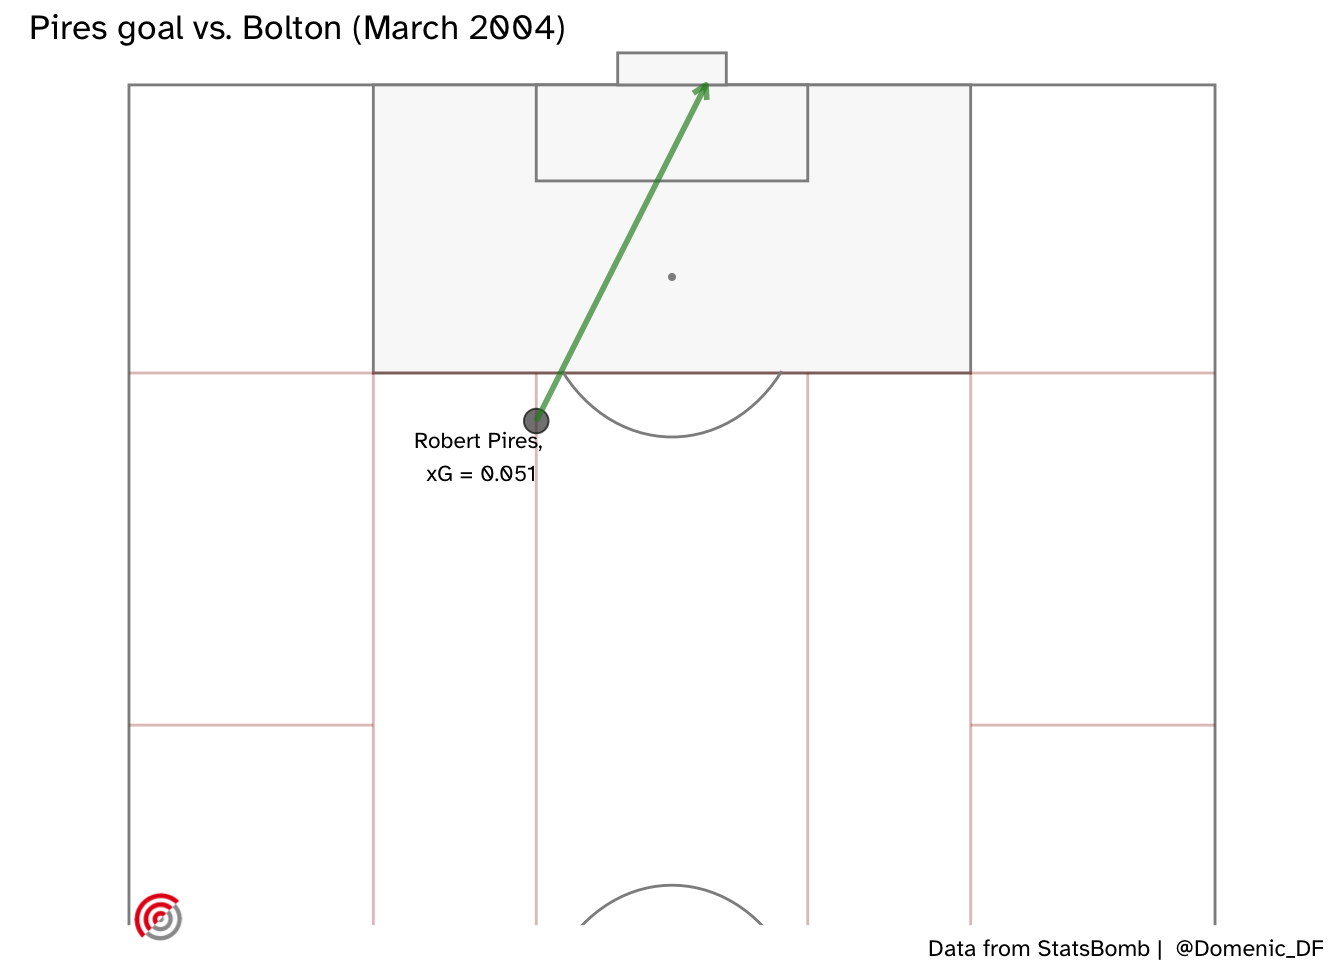 Pires goal vs. Bolton (March 2004)
Robert Pires,
xG = 0.051
Data from StatsBomb | @Domenic_DF